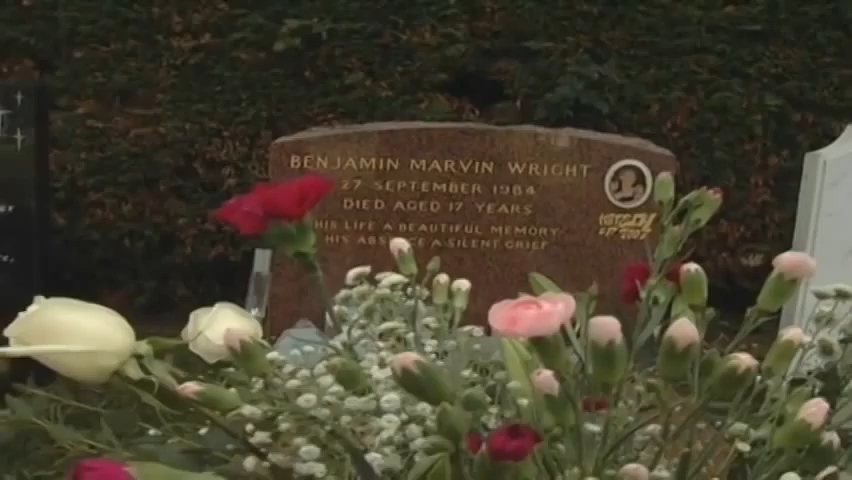 BENJAMIN MARVIN WRIGHT
27 SEPTEMBER 1984
DIED AGED 17 YEARS
HIS LIFE A BEAUTIFUL MEMORY
HIS ABSENCE A SILENT GRIEF